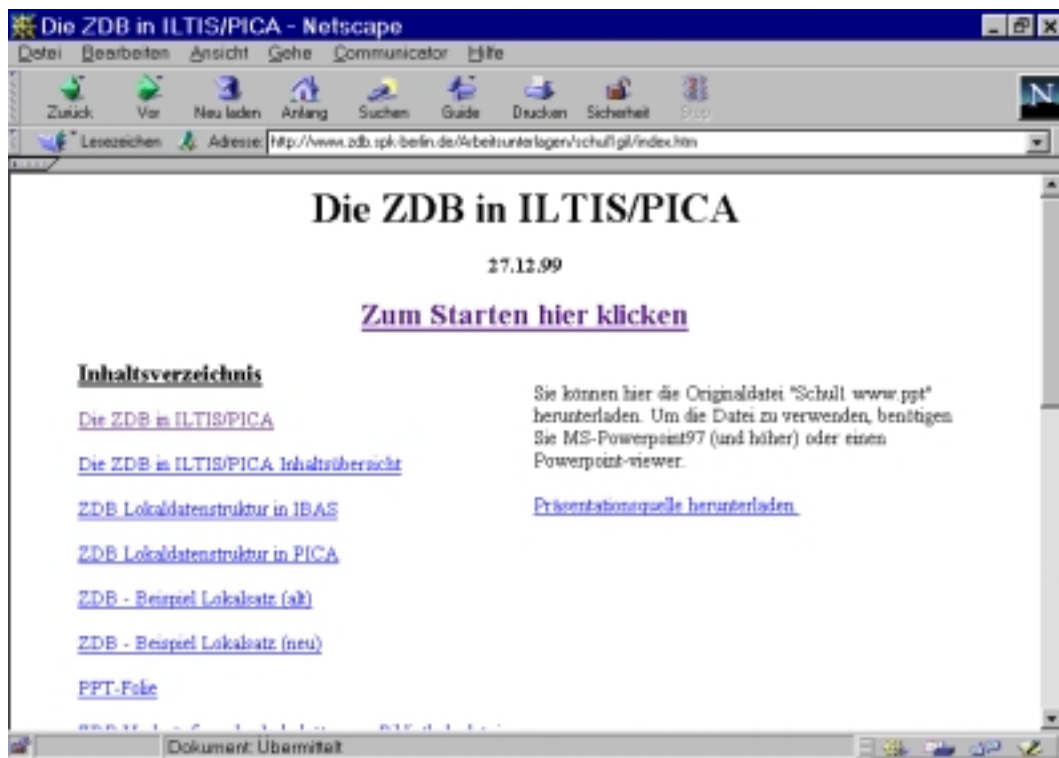 Die ZDB in ILTIS/PICA - Netscape
Datei Bearbeiten Ansicht Gehe Communicator Hilfe
Zurück Vor Neu laden Anfang Suchen Guide Drucken Sicherheit Stop
Lesezeichen Adresse: http://www.zdb.spk-berlin.de/Arbeitsunterlagen/schull1gil/index.htm
Die ZDB in ILTIS/PICA
27.12.99
Zum Starten hier klicken
Inhaltsverzeichnis
Die ZDB in ILTIS/PICA
Die ZDB in ILTIS/PICA Inhaltsübersicht
ZDB Lokaldatenstruktur in IBAS
ZDB Lokaldatenstruktur in PICA
ZDB - Beispiel Lokalsatz (alt)
ZDB - Beispiel Lokalsatz (neu)
PPT-Folie
Sie können hier die Originaldatei "Schull www.ppt"
herunterladen. Um die Datei zu verwenden, benötigen
Sie MS-Powerpoint97 (und höher) oder einen
Powerpoint-viewer.
Präsentationsquelle herunterladen.
Dokument: Übermittelt